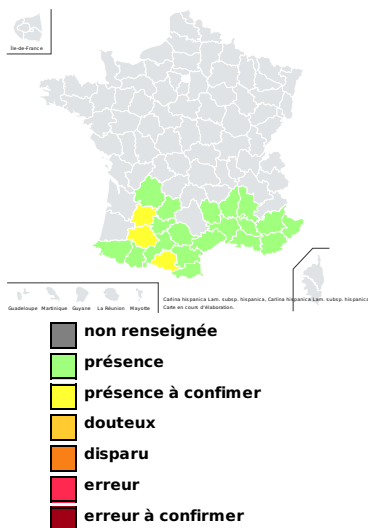 Île-de-France
Guadeloupe Martinique Guyane La Réunion Mayotte
Carlina hispanica Lam. subsp. hispanica, Carlina hispanica Lam. subsp. hispanica
Carte en cours d'élaboration.
non renseignée
présence
présence à confimer
douteux
disparu
erreur
erreur à confirmer